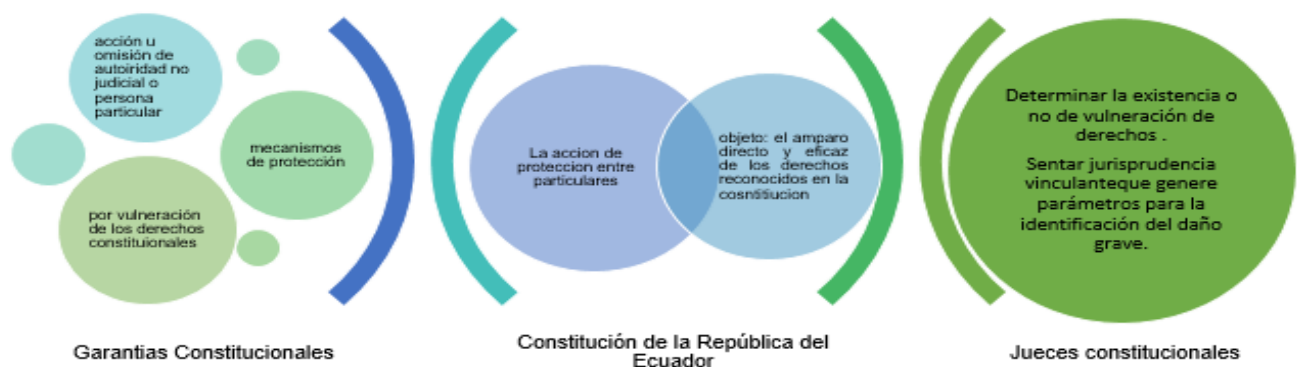 acción u
omisión de
autoiridad no
judicial o
persona
particular
mecanismos
de protección
por vulneración
de los derechos
constituionales
Garantias Constitucionales
La accion de
proteccion entre
particulares
objeto: el amparo
directo y eficaz
de los derechos
reconocidos en la
cosntitiucion
Constitución de la República del
Ecuador
Determinar la existencia o
no de vulneración de
derechos .
Sentar jurisprudencia
vinculanteque genere
parámetros para la
identificación del daño
grave.
Jueces constitucionales